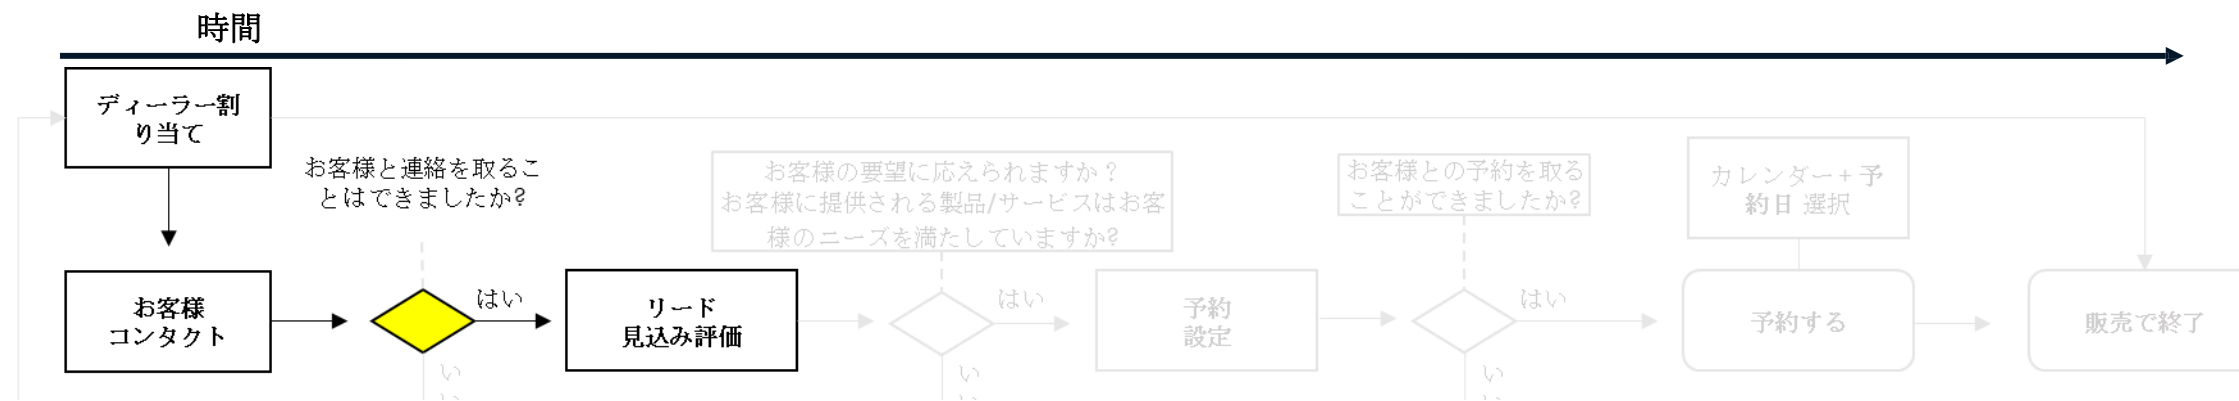 時間
ディーラー割
り当て
お客様と連絡を取るこ
とはできましたか?
お客様の要望に応えられますか？
お客様に提供される製品/サービスはお客
様のニーズを満たしていますか?
お客様との予約を取る
ことができましたか?
カレンダー+ 予
約日 選択
お客様
コンタクト
はい
リード
見込み評価
はい
予約
設定
はい
予約する
販売で終了
い
い
い
い
い
い